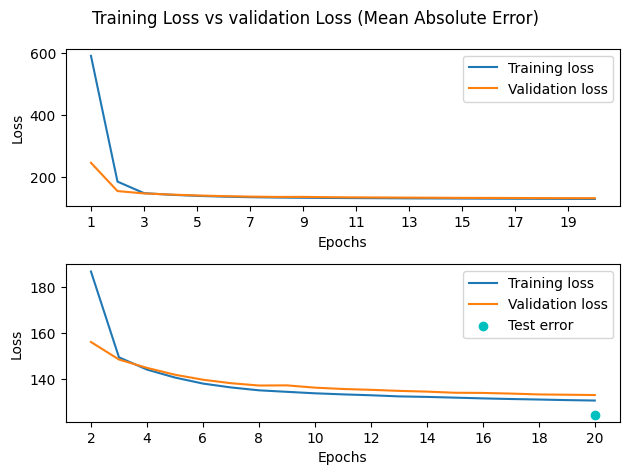 Training Loss vs validation Loss (Mean Absolute Error)
600
400
200
Loss
Training loss
Validation loss
1 3 5 7 9 11 13 15 17 19
Epochs
180
160
140
Loss
Training loss
Validation loss
Test error
2 4 6 8 10 12 14 16 18 20
Epochs